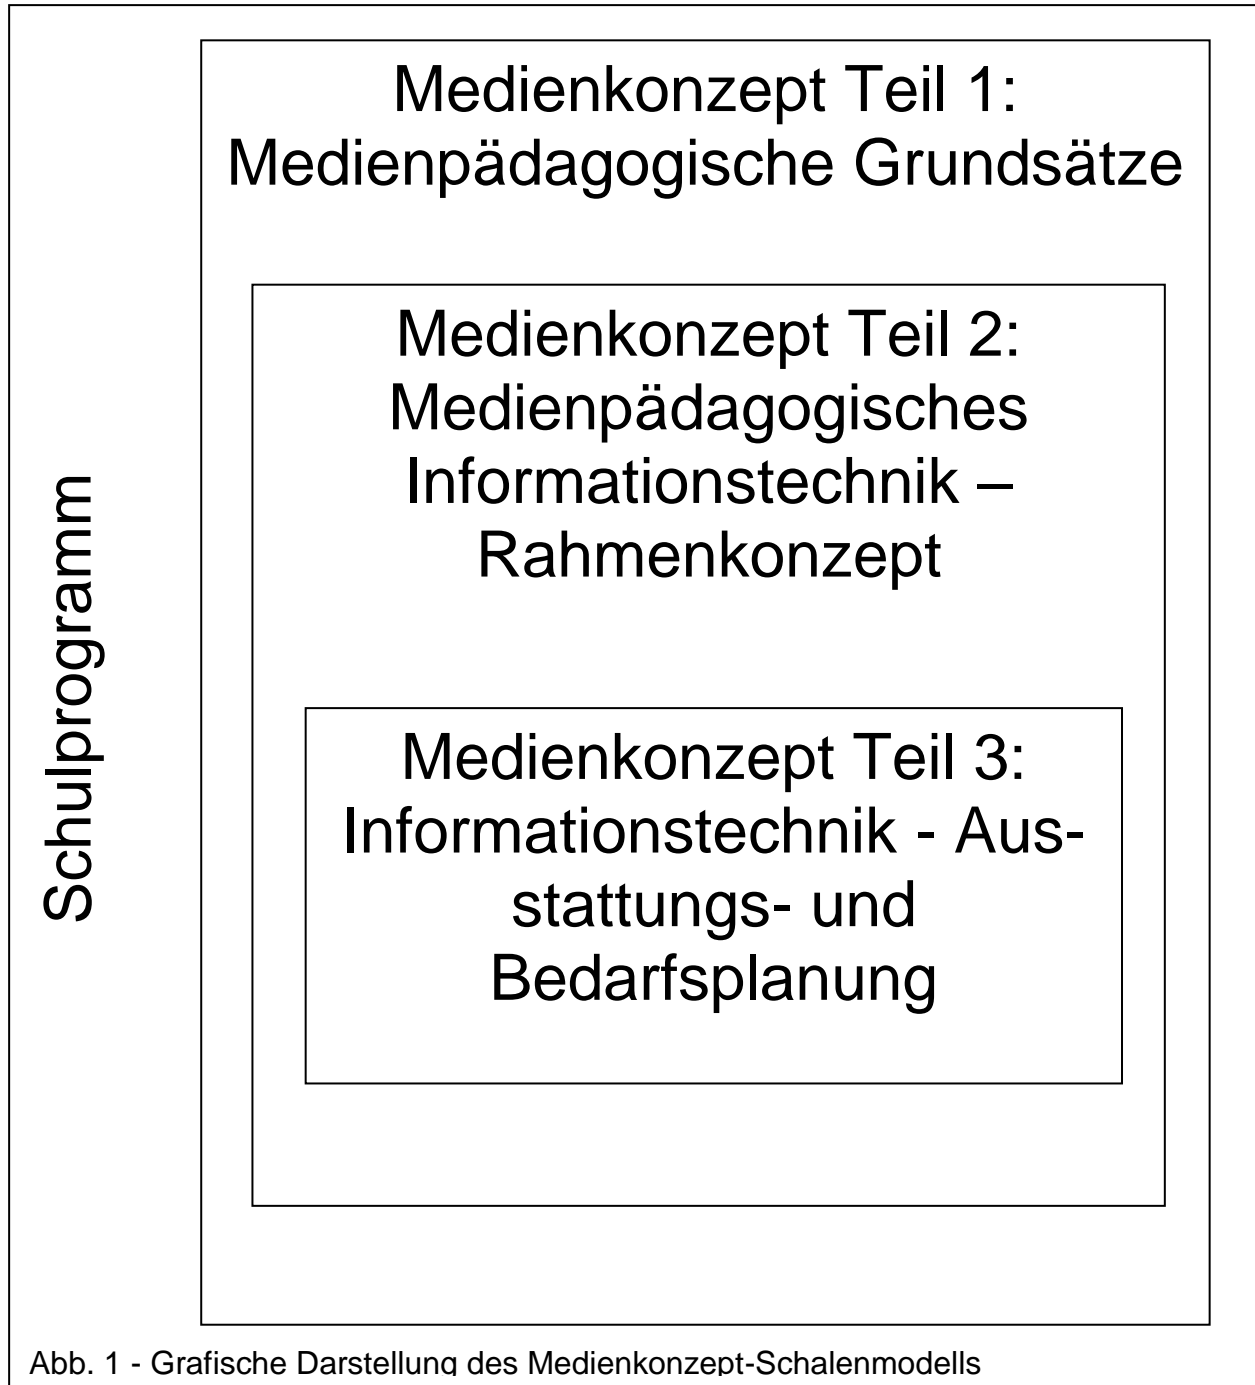 Schulprogramm
Medienkonzept Teil 1:
Medienpädagogische Grundsätze
Medienkonzept Teil 2:
Medienpädagogisches
Informationstechnik –
Rahmenkonzept
Medienkonzept Teil 3:
Informationstechnik - Aus-
stattungs- und
Bedarfsplanung
Abb. 1 - Grafische Darstellung des Medienkonzept-Schalenmodells